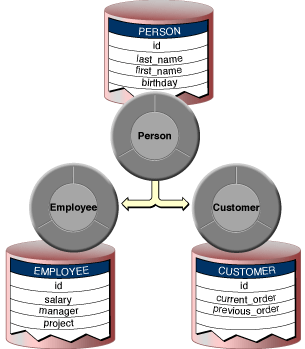 PERSON
id
last_name
first_name
birthday
Person
Employee
Customer
EMPLOYEE
id
salary
manager
project
CUSTOMER
id
current_order
previous_order